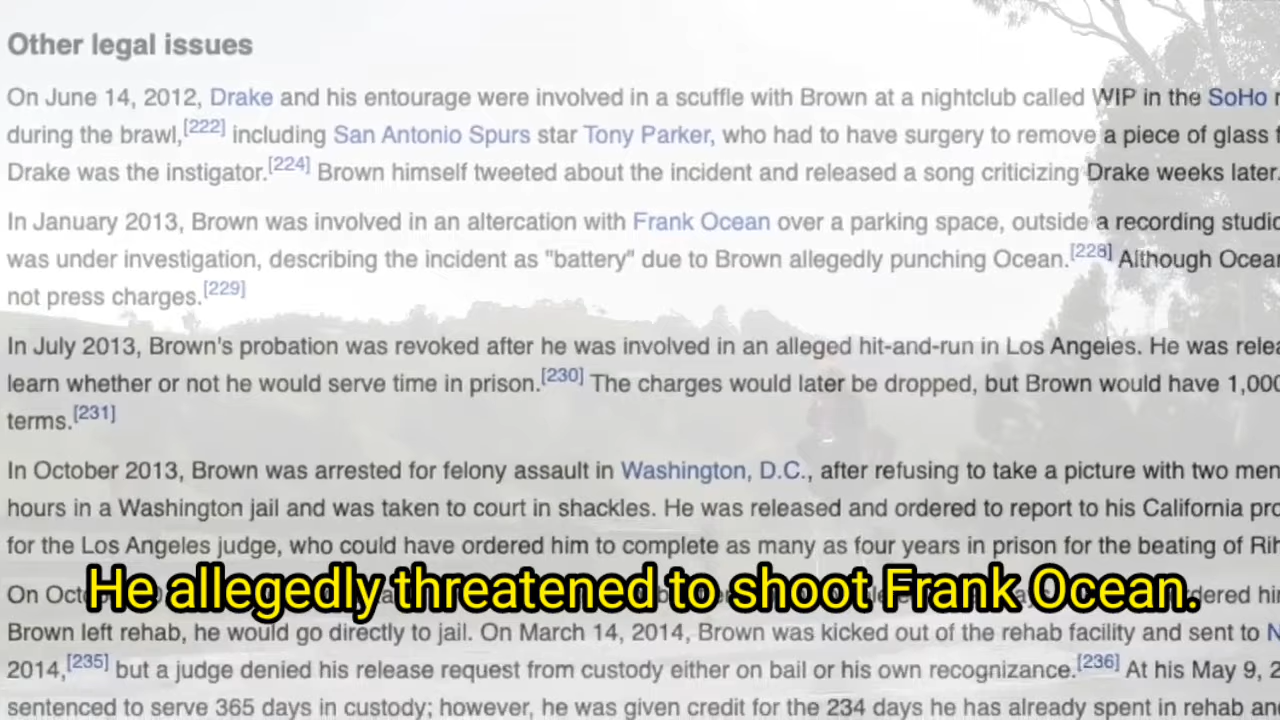 Other legal issues
On June 14, 2012, Drake and his entourage were involved in a scuffle with Brown at a nightclub called WIP in the SoHo
during the brawl,[222] including San Antonio Spurs star Tony Parker, who had to have surgery to remove a piece of glass
Drake was the instigator.[224] Brown himself tweeted about the incident and released a song criticizing Drake weeks later.
In January 2013, Brown was involved in an altercation with Frank Ocean over a parking space, outside a recording studio
was under investigation, describing the incident as "battery" due to Brown allegedly punching Ocean.[228] Although Ocean
not press charges.[229]
In July 2013, Brown's probation was revoked after he was involved in an alleged hit-and-run in Los Angeles. He was
learn whether or not he would serve time in prison.[230] The charges would later be dropped, but Brown would have 1,000
terms.[231]
In October 2013, Brown was arrested for felony assault in Washington, D.C., after refusing to take a picture with two men
hours in a Washington jail and was taken to court in shackles. He was released and ordered to report to his California
for the Los Angeles judge, who could have ordered him to complete as many as four years in prison for the beating of
On
He allegedly threatened to shoot Frank Ocean.
Brown left rehab, he would go directly to jail. On March 14, 2014, Brown was kicked out of the rehab facility and sent to
2014,[235] but a judge denied his release request from custody either on bail or his own recognizance.[236] At his May 9,
sentenced to serve 365 days in custody; however, he was given credit for the 234 days he has already spent in rehab